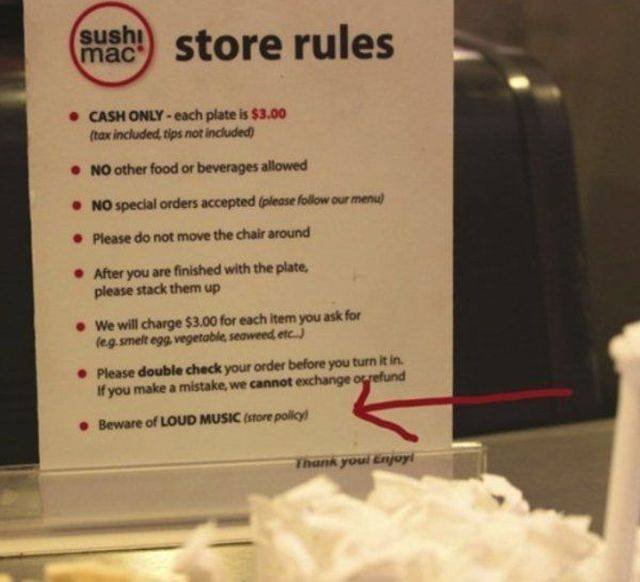 sushi
mac
store rules
CASH ONLY - each plate is $3.00
(tax included, tips not included)
NO other food or beverages allowed
NO special orders accepted (please follow our menu)
Please do not move the chair around
After you are finished with the plate,
please stack them up
We will charge $3.00 for each item you ask for
(e.g. smelt egg, vegetable, seaweed, etc...)
Please double check your order before you turn it in.
If you make a mistake, we cannot exchange or refund
Beware of LOUD MUSIC (store policy)
Thank you! Enjoy!